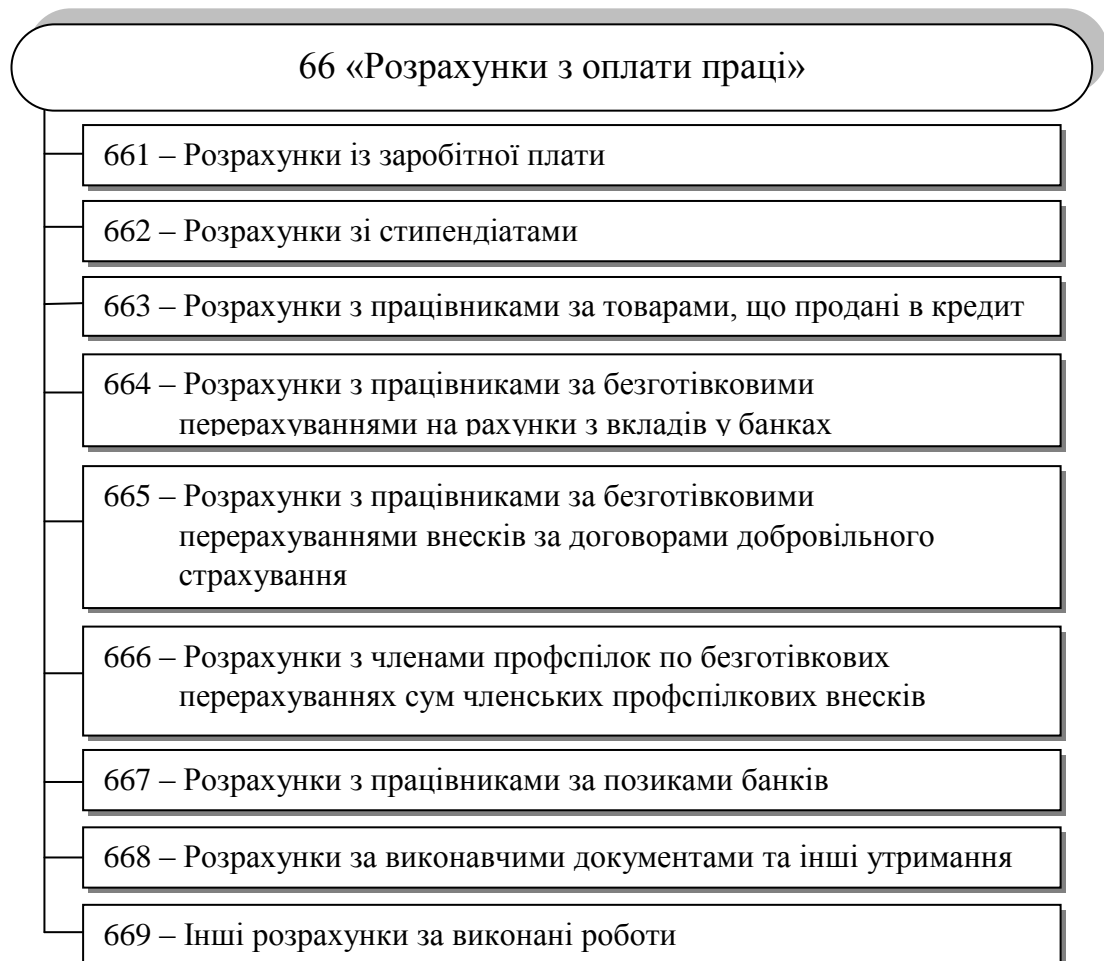 66 «Розрахунки з оплати праці»
661 – Розрахунки із заробітної плати
662 – Розрахунки зі стипендіатами
663 – Розрахунки з працівниками за товарами, що продані в кредит
664 – Розрахунки з працівниками за безготівковими
перерахуваннями на рахунки з вкладів у банках
665 – Розрахунки з працівниками за безготівковими
перерахуваннями внесків за договорами добровільного
страхування
666 – Розрахунки з членами профспілок по безготівкових
перерахуваннях сум членських профспілкових внесків
667 – Розрахунки з працівниками за позиками банків
668 – Розрахунки за виконавчими документами та інші утримання
669 – Інші розрахунки за виконані роботи